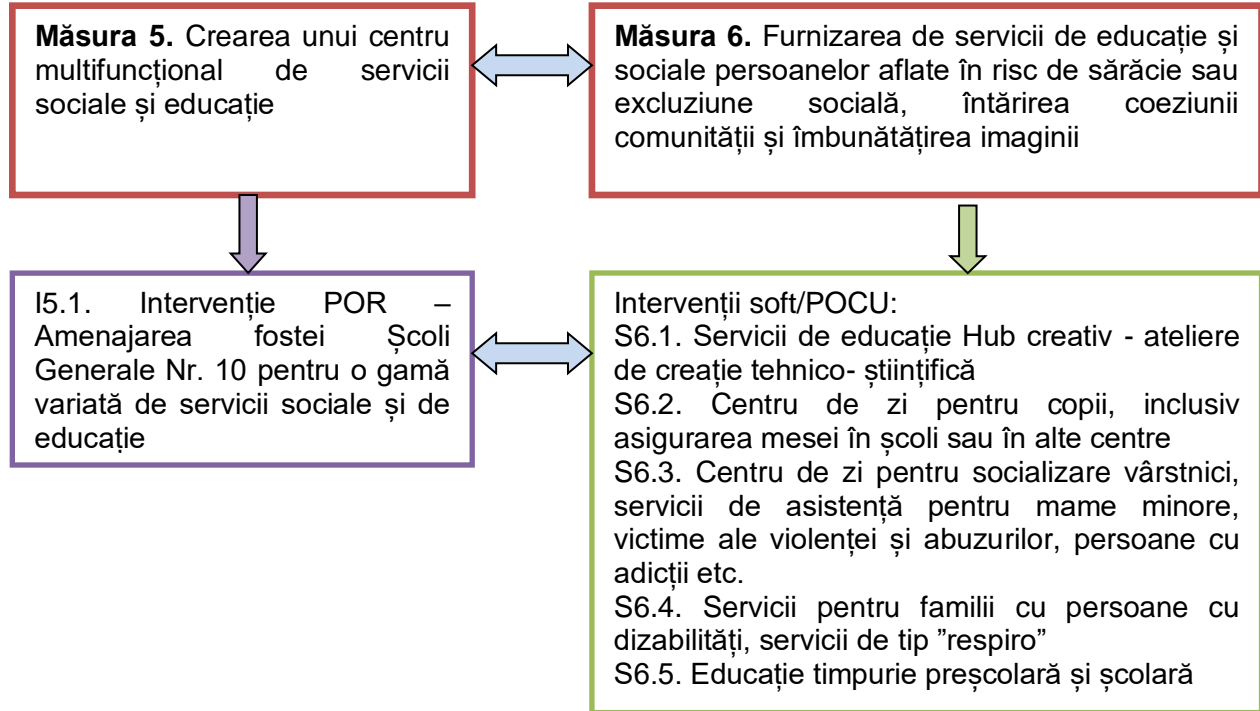 Măsura 5. Crearea unui centru
multifuncțional de servicii
sociale și educație
Măsura 6. Furnizarea de servicii de educație și
sociale persoanelor aflate în risc de sărăcie sau
excluziune socială, întărirea coeziunii
comunității și îmbunătățirea imaginii
I5.1. Intervenție POR –
Amenajarea fostei Școli
Generale Nr. 10 pentru o gamă
variată de servicii sociale și de
educație
Intervenții soft/POCU:
S6.1. Servicii de educație Hub creativ - ateliere
de creație tehnico- științifică
S6.2. Centru de zi pentru copii, inclusiv
asigurarea mesei în școli sau în alte centre
S6.3. Centru de zi pentru socializare vârstnici,
servicii de asistență pentru mame minore,
victime ale violenței și abuzurilor, persoane cu
adicții etc.
S6.4. Servicii pentru familii cu persoane cu
dizabilități, servicii de tip ”respiro”
S6.5. Educație timpurie preșcolară și școlară